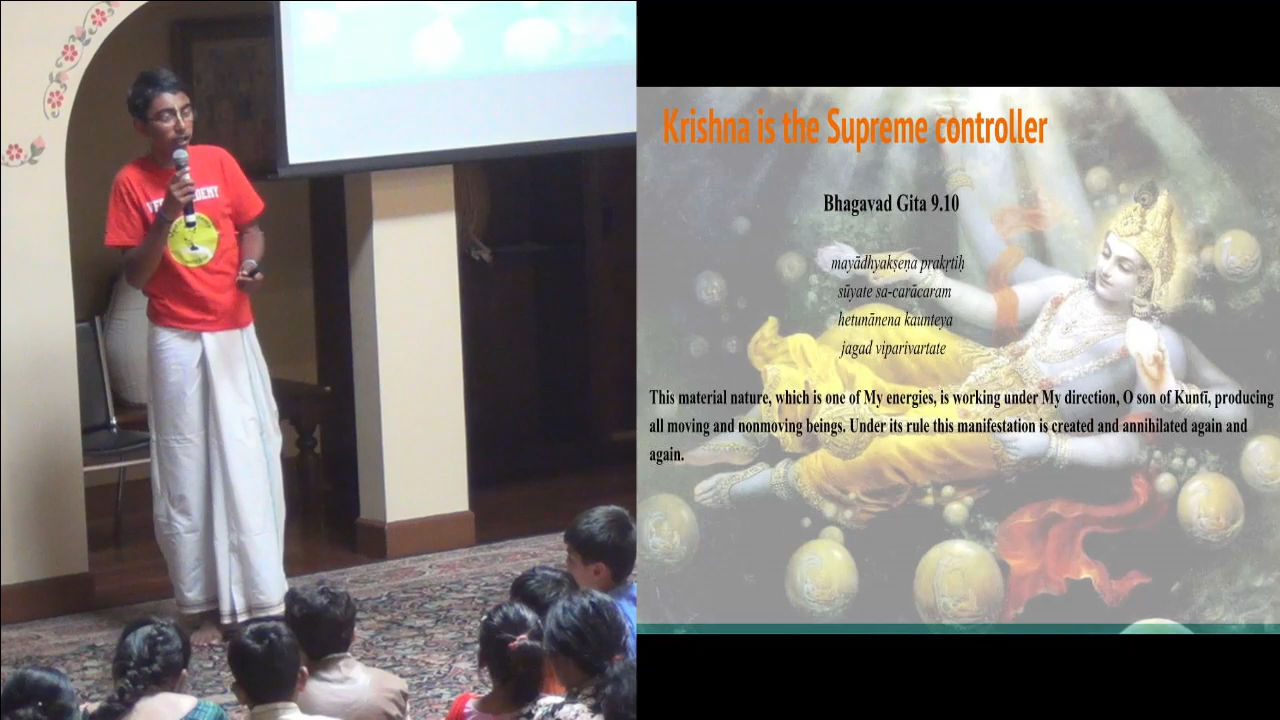 Krishna is the Supreme controller
Bhagavad Gita 9.10
mayādhyakṣeṇa prakṛtiḥ
sūyate sa-carācaram
hetunānena kaunteya
jagad viparivartate
This material nature, which is one of My energies, is working under My direction, O son of Kuntī, producing
all moving and nonmoving beings. Under its rule this manifestation is created and annihilated again and
again.